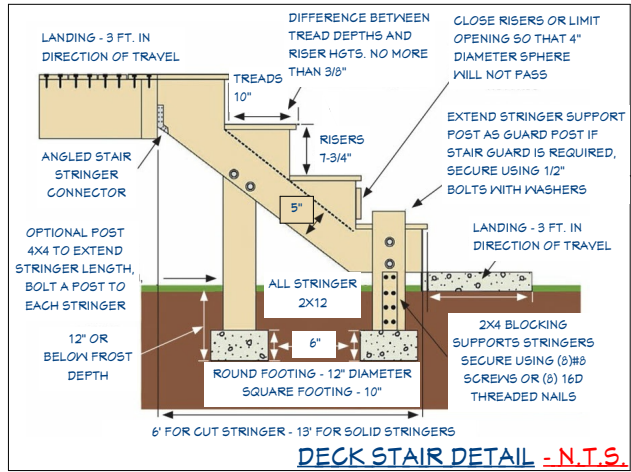 LANDING - 3 FT. IN
DIRECTION OF TRAVEL
DIFFERENCE BETWEEN
TREAD DEPTHS AND
RISER HGTS. NO MORE
THAN 3/8"
CLOSE RISERS OR LIMIT
OPENING SO THAT 4"
DIAMETER SPHERE
WILL NOT PASS
TREADS
10"
EXTEND STRINGER SUPPORT
POST AS GUARD POST IF
STAIR GUARD IS REQUIRED,
SECURE USING 1/2"
BOLTS WITH WASHERS
RISERS
7-3/4"
ANGLED STAIR
STRINGER
CONNECTOR
5"
OPTIONAL POST
4X4 TO EXTEND
STRINGER LENGTH,
BOLT A POST TO
EACH STRINGER
LANDING - 3 FT. IN
DIRECTION OF TRAVEL
ALL STRINGER
2X12
12" OR
BELOW FROST
DEPTH
6"
2X4 BLOCKING
SUPPORTS STRINGERS
SECURE USING (8)#8
SCREWS OR (8) 16D
THREADED NAILS
ROUND FOOTING - 12" DIAMETER
SQUARE FOOTING - 10"
6' FOR CUT STRINGER - 13' FOR SOLID STRINGERS
DECK STAIR DETAIL - N.T.S.